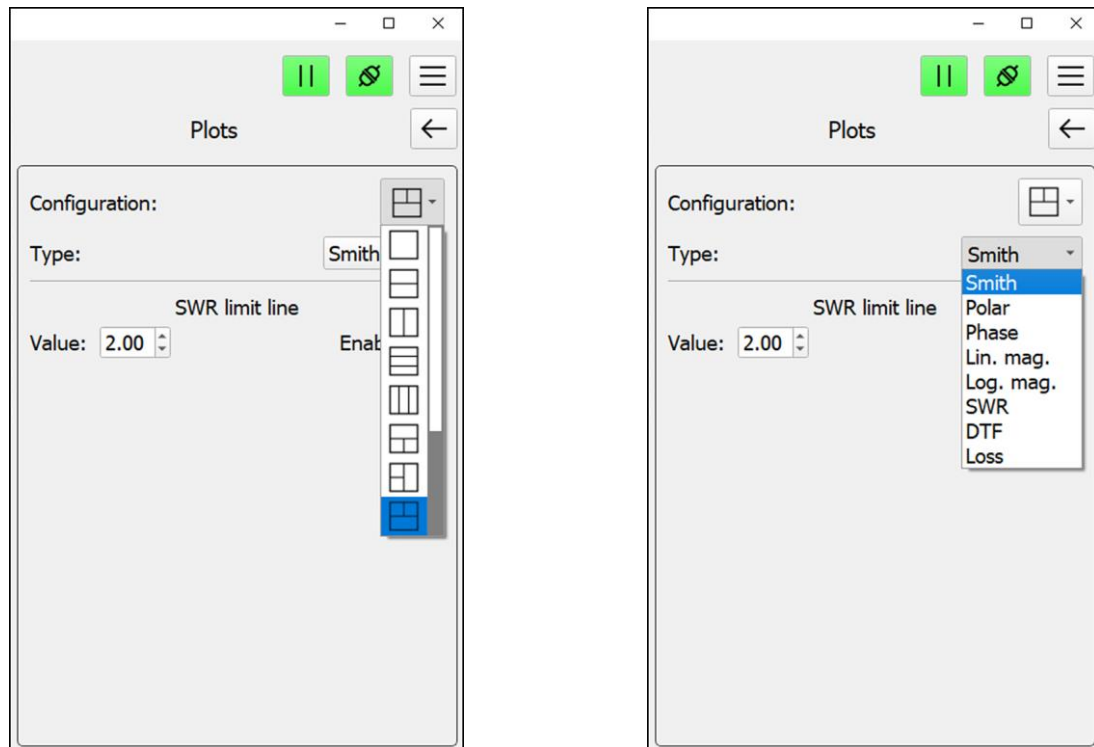 Plots
Configuration:
Type: Smith
SWR limit line
Value: 2.00
Plots
Configuration:
Type: Smith
Smith
Polar
SWR limit line
Phase
Value: 2.00
Lin. mag.
Log. mag.
SWR
DTF
Loss